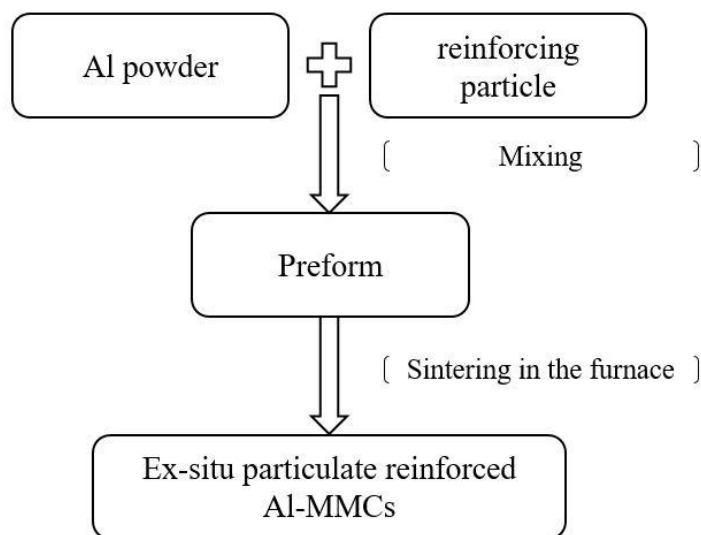 Al powder
reinforcing
particle
[ Mixing ]
Preform
[ Sintering in the furnace ]
Ex-situ particulate reinforced
Al-MMCs